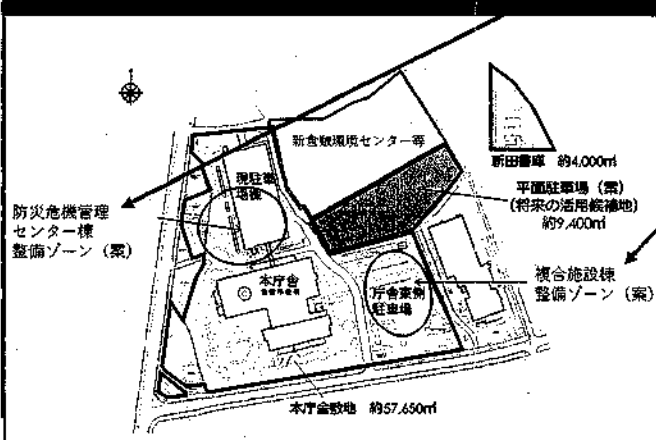 新食肉環境センター等
新田書庫 約4,000㎡
現駐車
場棟
平面駐車場（案）
（将来の活用候補地）
約9,400㎡
防災危機管理
センター棟
整備ゾーン（案）
本庁舎
庁舎東側
駐車場
複合施設棟
整備ゾーン（案）
本庁舎敷地 約57,650㎡